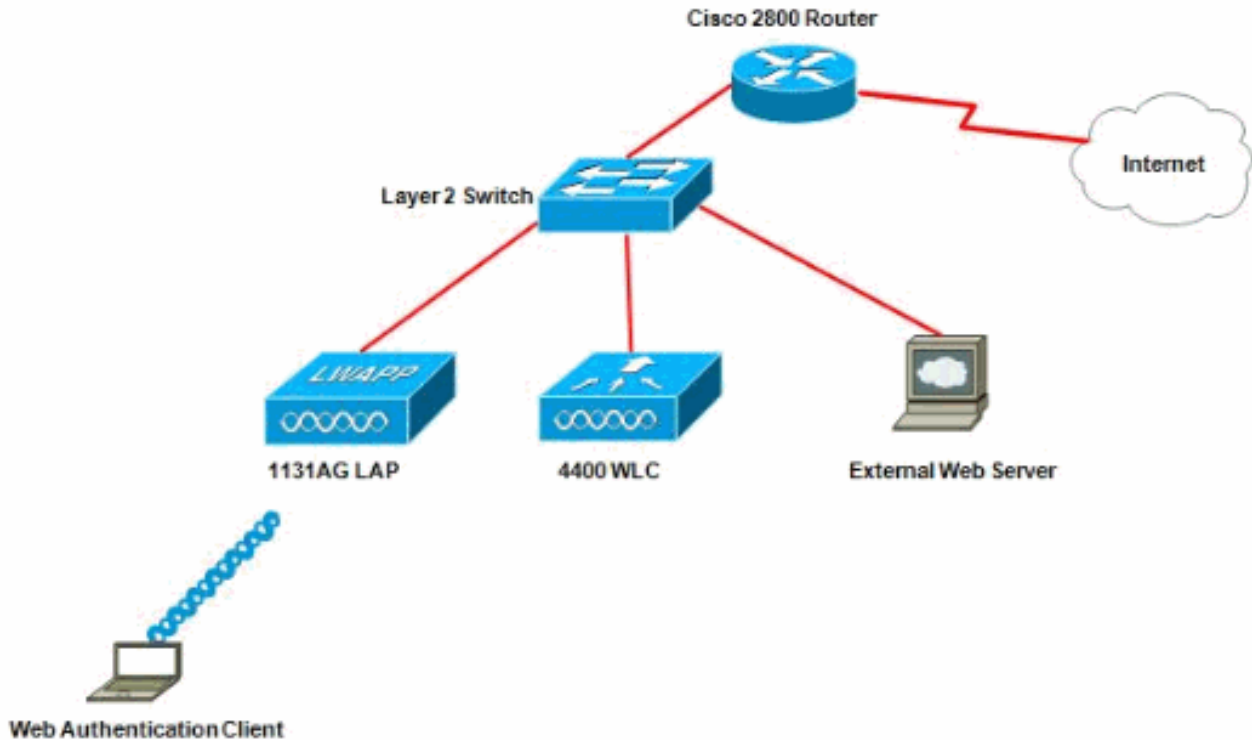 Cisco 2800 Router
Internet
Layer 2 Switch
LWAPP
1131AG LAP
4400 WLC
External Web Server
Web Authentication Client